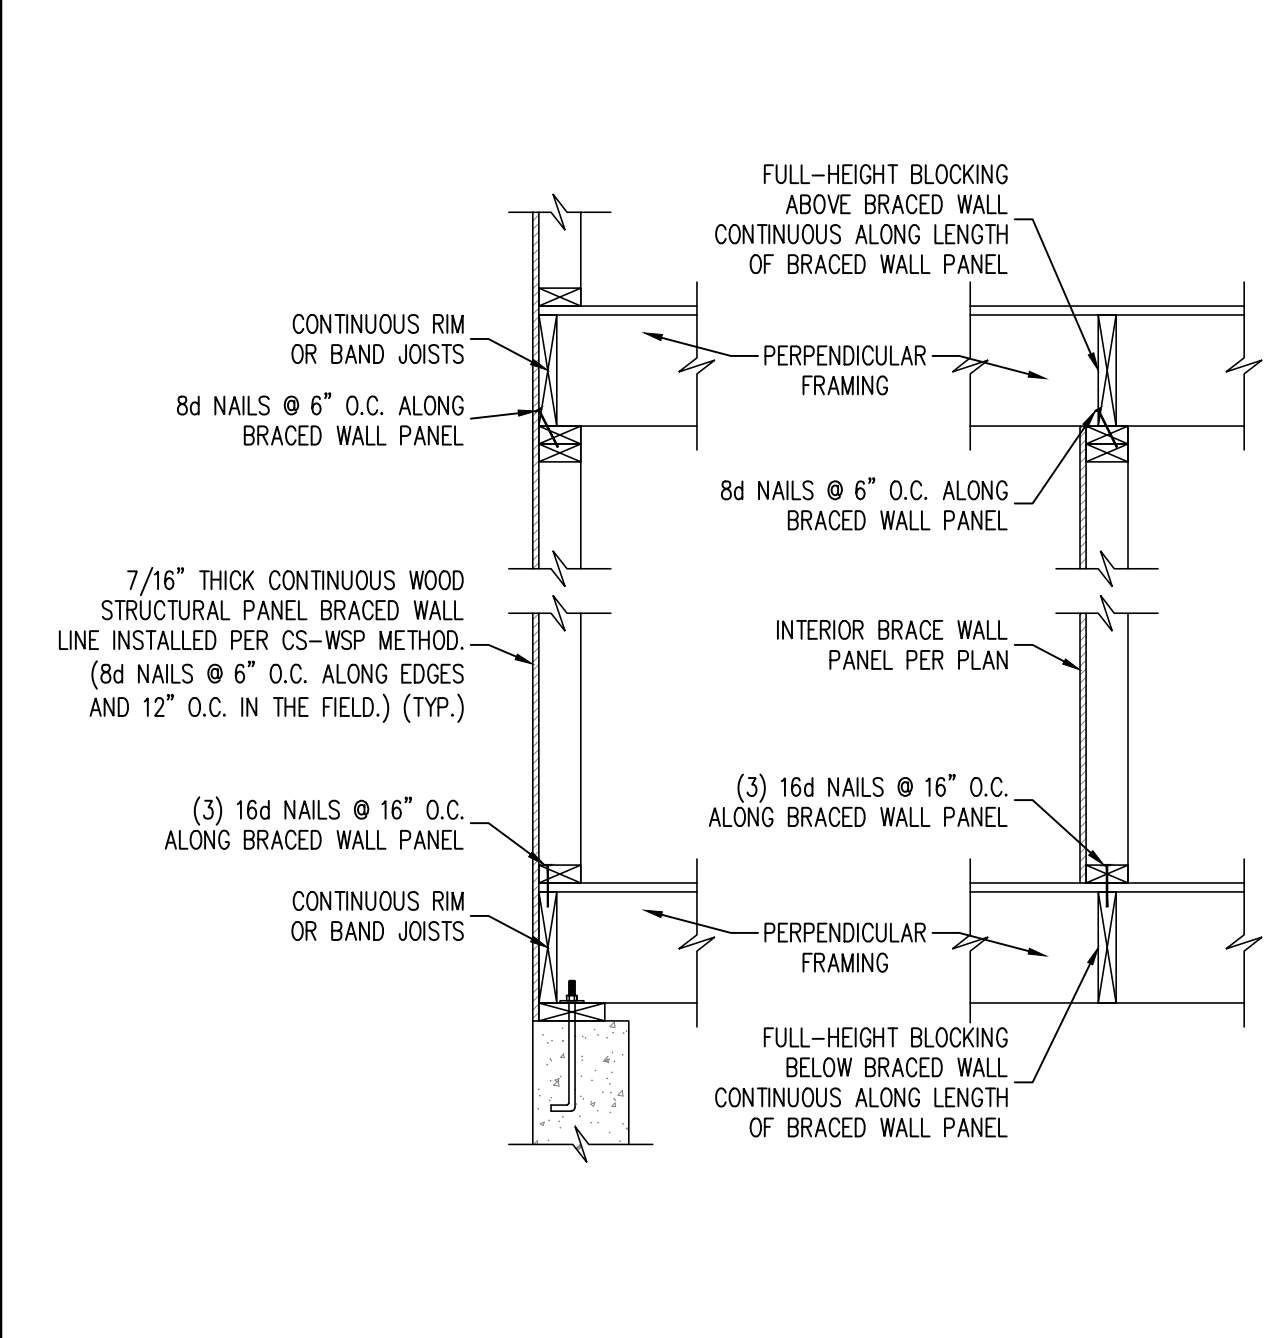 FULL-HEIGHT BLOCKING
ABOVE BRACED WALL
CONTINUOUS ALONG LENGTH
OF BRACED WALL PANEL
CONTINUOUS RIM
OR BAND JOISTS
PERPENDICULAR
FRAMING
8d NAILS @ 6" O.C. ALONG
BRACED WALL PANEL
8d NAILS @ 6" O.C. ALONG
BRACED WALL PANEL
7/16" THICK CONTINUOUS WOOD
STRUCTURAL PANEL BRACED WALL
LINE INSTALLED PER CS-WSP METHOD.
(8d NAILS @ 6" O.C. ALONG EDGES
AND 12" O.C. IN THE FIELD.) (TYP.)
INTERIOR BRACE WALL
PANEL PER PLAN
(3) 16d NAILS @ 16" O.C.
ALONG BRACED WALL PANEL
(3) 16d NAILS @ 16" O.C.
ALONG BRACED WALL PANEL
CONTINUOUS RIM
OR BAND JOISTS
PERPENDICULAR
FRAMING
FULL-HEIGHT BLOCKING
BELOW BRACED WALL
CONTINUOUS ALONG LENGTH
OF BRACED WALL PANEL